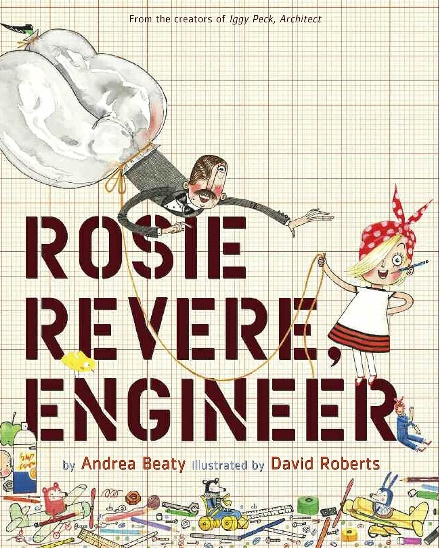 From the creators of Iggy Peck, Architect
ROSIE
REVERE,
ENGINEER
by Andrea Beaty illustrated by David Roberts